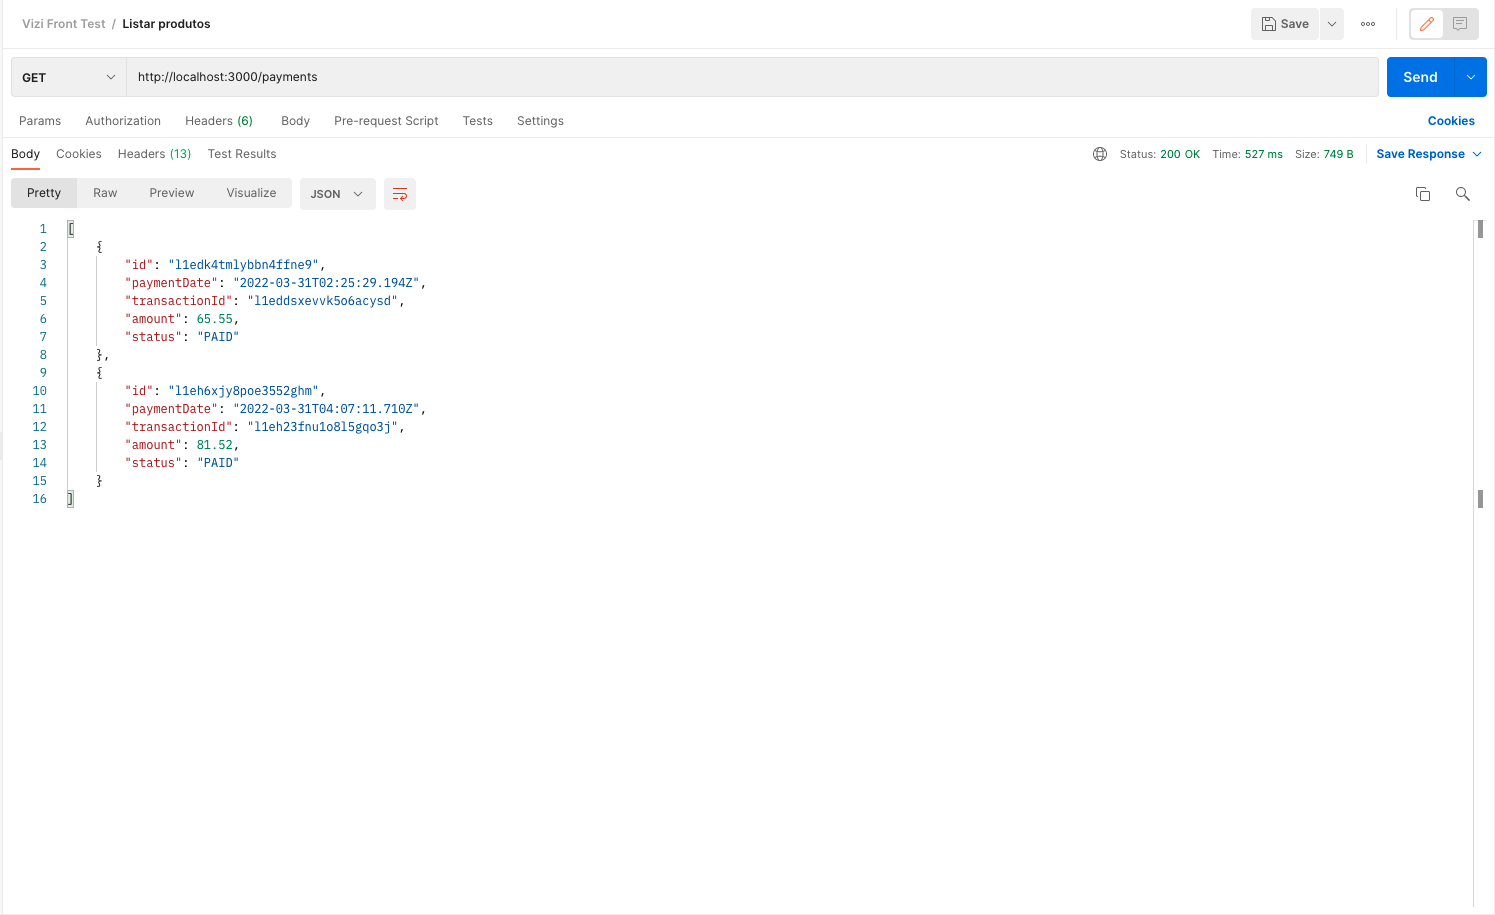 Vizi Front Test / Listar produtos
Save
GET http://localhost:3000/payments Send
Params Authorization Headers (6) Body Pre-request Script Tests Settings Cookies
Body Cookies Headers (13) Test Results Status: 200 OK Time: 527 ms Size: 749 B Save Response
Pretty Raw Preview Visualize JSON
1 [
2 {
3 "id": "l1edk4tmlybbn4ffne9",
4 "paymentDate": "2022-03-31T02:25:29.194Z",
5 "transactionId": "l1eddsxevvk5o6acysd",
6 "amount": 65.55,
7 "status": "PAID"
8 },
9 {
10 "id": "l1eh6xjy8poe3552ghm",
11 "paymentDate": "2022-03-31T04:07:11.710Z",
12 "transactionId": "l1eh23fnu1o8l5gqo3j",
13 "amount": 81.52,
14 "status": "PAID"
15 }
16 ]